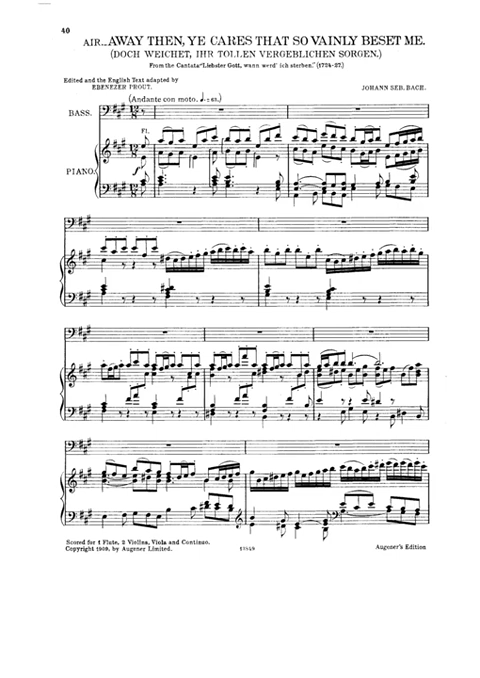 40
AIR... AWAY THEN, YE CARES THAT SO VAINLY BESET ME.
(DOCH WEICHET, IHR TOLLEN VERGEBLICHEN SORGEN.)
From the Cantata "Liebster Gott, wann werd' ich sterben." (1724-27.)
Edited and the English Text adapted by
EBENEZER PROUT.
JOHANN SEB. BACH.
(Andante con moto. ♩.= 63.)
BASS.
Fl.
PIANO.
f
Scored for 1 Flute, 2 Violins, Viola and Continuo.
Copyright 1909, by Augener Limited.
Augener's Edition